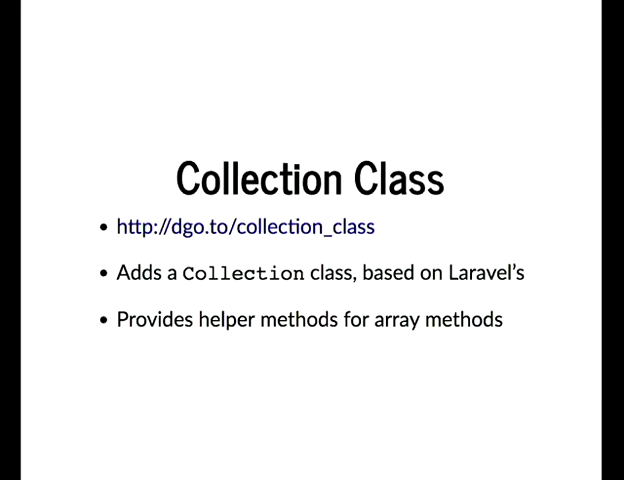 Collection Class
• http://dgo.to/collection_class
• Adds a Collection class, based on Laravel’s
• Provides helper methods for array methods